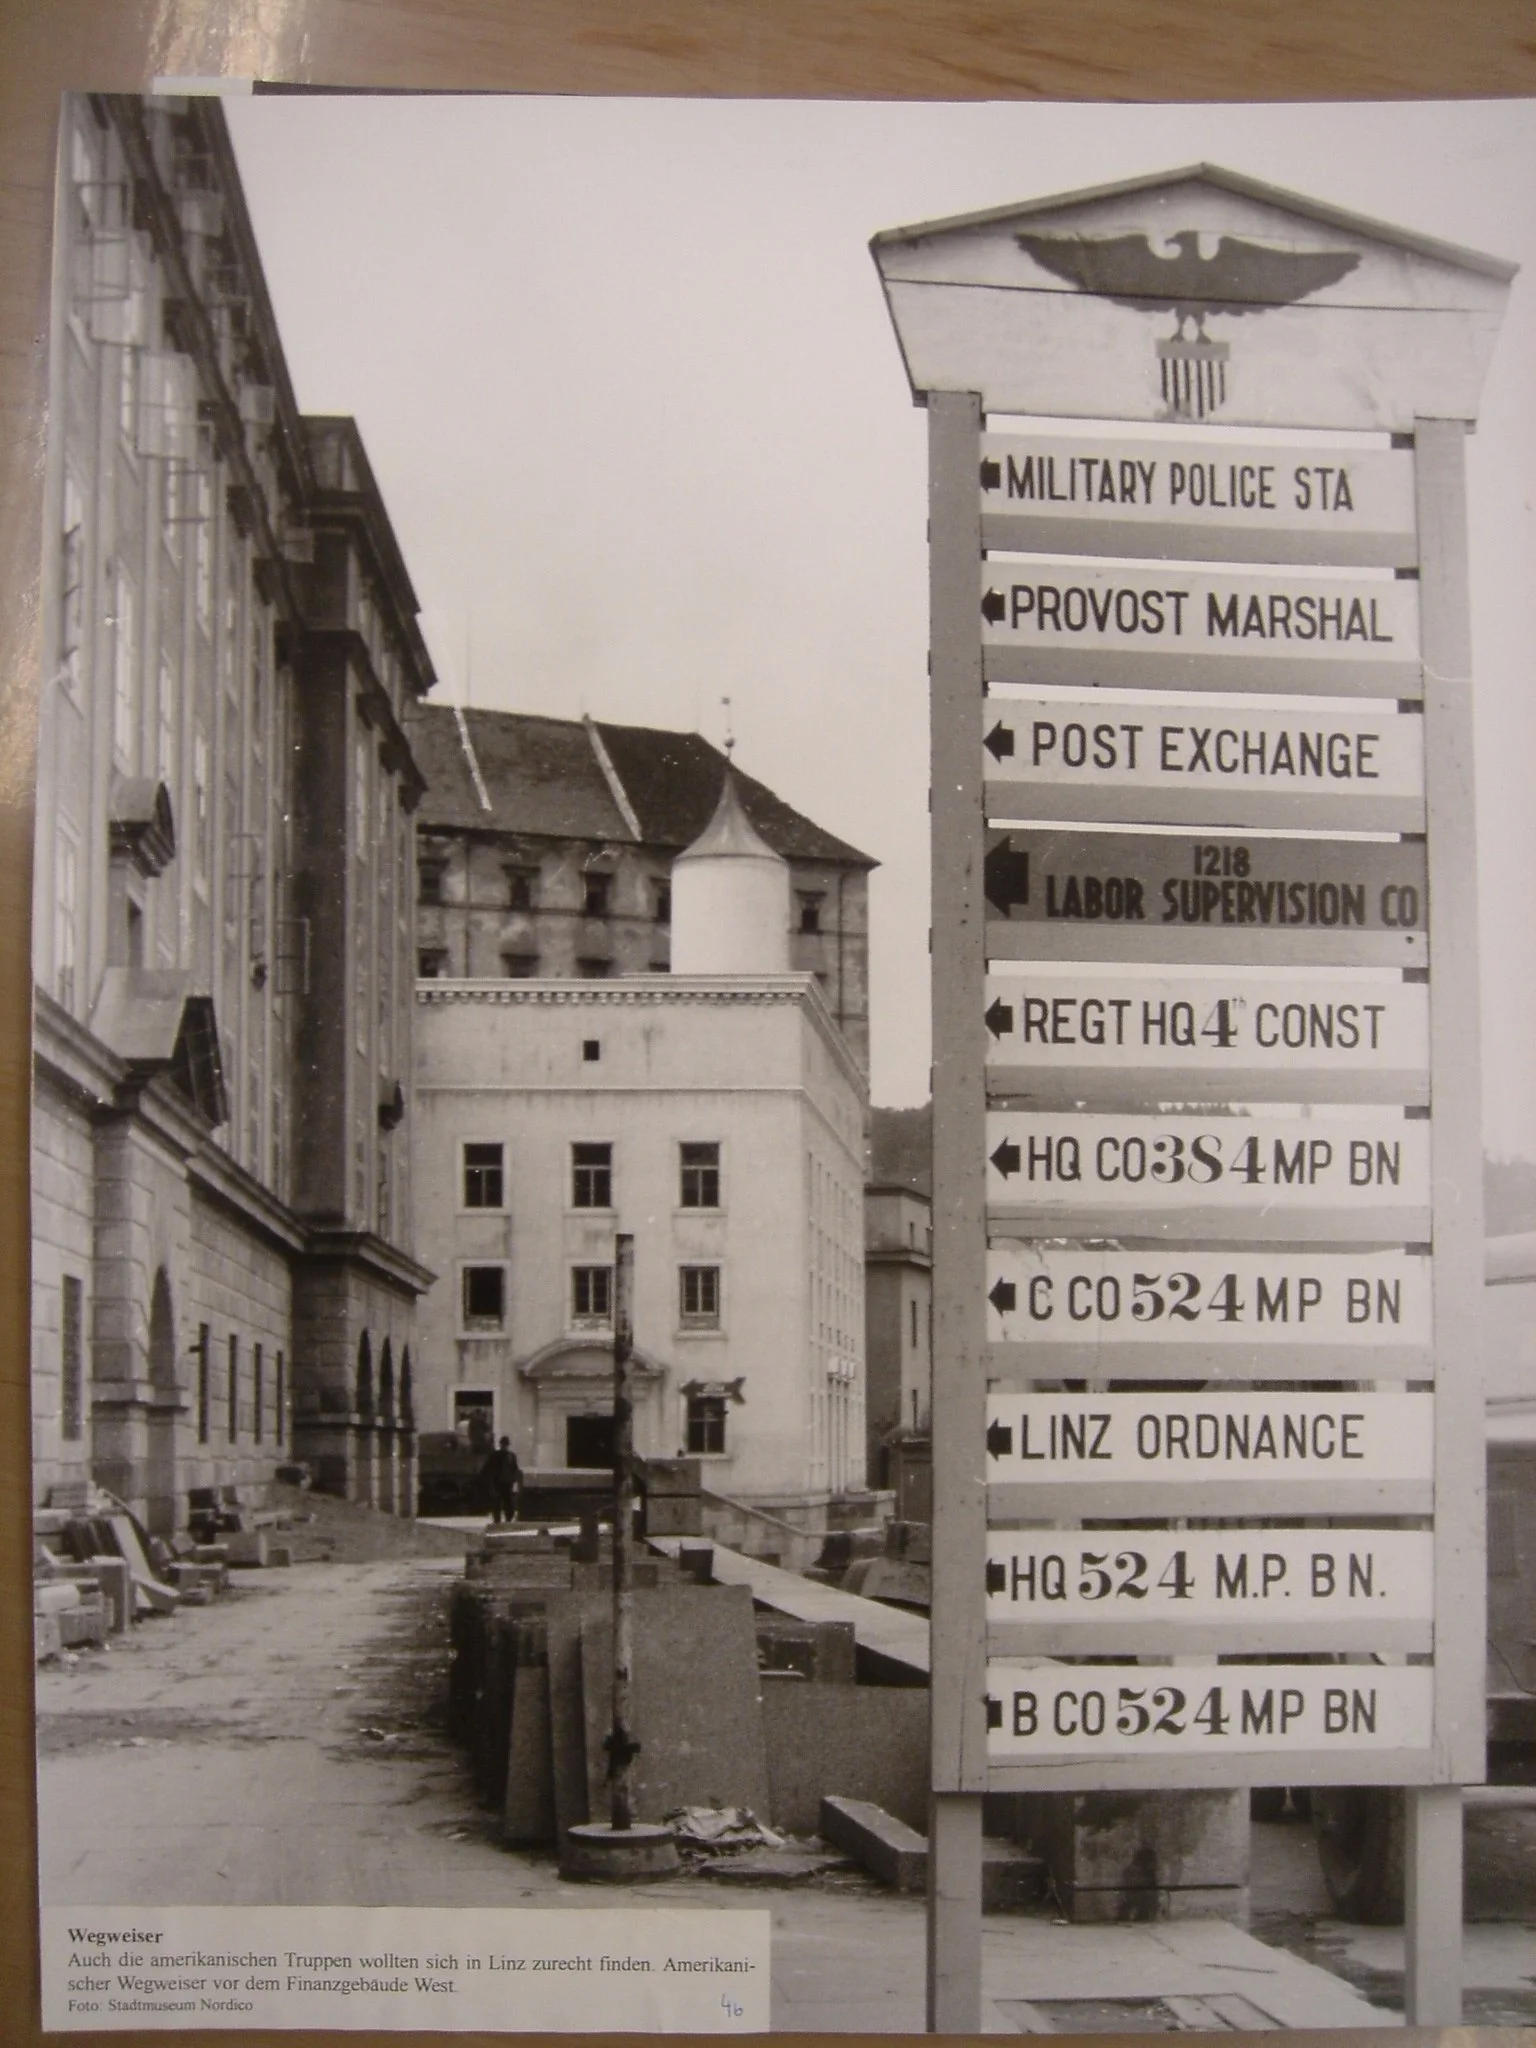 MILITARY POLICE STA
PROVOST MARSHAL
POST EXCHANGE
1218
LABOR SUPERVISION CO
REGT HQ 4th CONST
HQ CO 384 MP BN
C CO 524 MP BN
LINZ ORDNANCE
HQ 524 M.P. BN.
B CO 524 MP BN
Wegweiser
Auch die amerikanischen Truppen wollten sich in Linz zurecht finden. Amerikani-
scher Wegweiser vor dem Finanzgebäude West.
Foto: Stadtmuseum Nordico
46